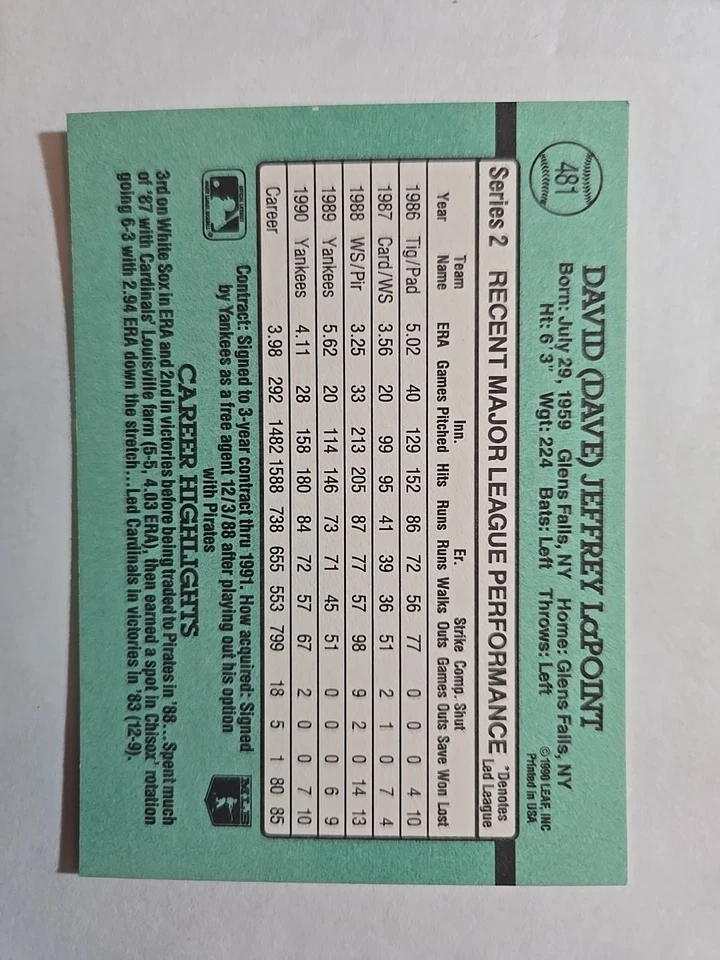 481
DAVID (DAVE) JEFFREY LaPOINT
Born: July 29, 1959 Glens Falls, NY Home: Glens Falls, NY
Ht: 6' 3" Wgt: 224 Bats: Left Throws: Left
© 1990 LEAF, INC
Printed in USA
Series 2 RECENT MAJOR LEAGUE PERFORMANCE *Denotes Led League
Year Team Name ERA Games Inn. Pitched Hits Runs Er. Runs Walks Strike Outs Comp. Games Shut Outs Save Won Lost
1986 Tig/Pad 5.02 40 129 152 86 72 56 77 0 0 0 4 10
1987 Card/WS 3.56 20 99 95 41 39 36 51 2 1 0 7 4
1988 WS/Pir 3.25 33 213 205 87 77 57 98 9 2 0 14 13
1989 Yankees 5.62 20 114 146 73 71 45 51 0 0 0 6 9
1990 Yankees 4.11 28 158 180 84 72 57 67 2 0 0 7 10
Career 3.98 292 1482 1588 738 655 553 799 18 5 1 80 85
Contract: Signed to 3-year contract thru 1991. How acquired: Signed
by Yankees as a free agent 12/3/88 after playing out his option
with Pirates
CAREER HIGHLIGHTS
3rd on White Sox in ERA and 2nd in victories before being traded to Pirates in '88...Spent much
of '87 with Cardinals' Louisville farm (5-5, 4.03 ERA), then earned a spot in Chisox' rotation
going 6-3 with 2.94 ERA down the stretch...Led Cardinals in victories in '83 (12-9).